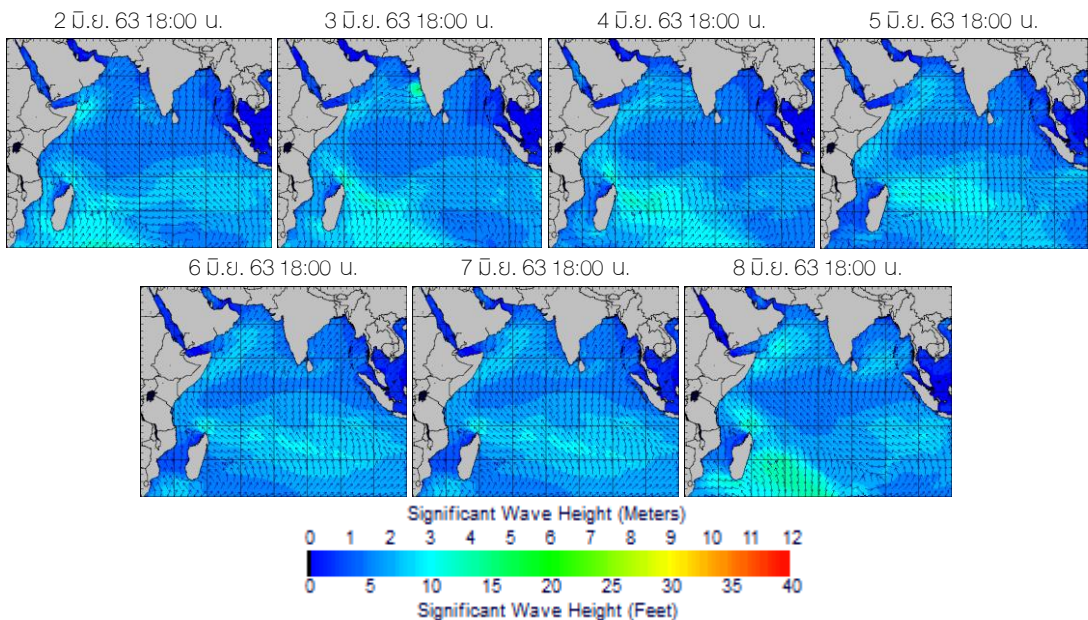 2 มิ.ย. 63 18:00 น.
3 มิ.ย. 63 18:00 น.
4 มิ.ย. 63 18:00 น.
5 มิ.ย. 63 18:00 น.
6 มิ.ย. 63 18:00 น.
7 มิ.ย. 63 18:00 น.
8 มิ.ย. 63 18:00 น.
Significant Wave Height (Meters)
0 1 2 3 4 5 6 7 8 9 10 11 12
0 5 10 15 20 25 30 35 40
Significant Wave Height (Feet)